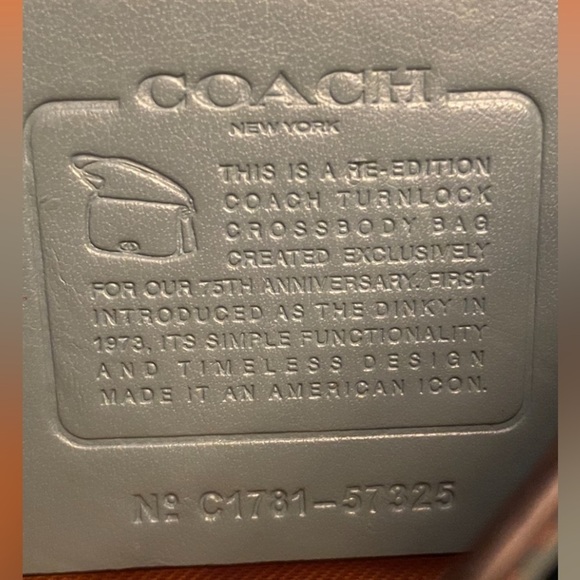 COACH
NEW YORK
THIS IS A RE-EDITION
COACH TURNLOCK
CROSSBODY BAG
CREATED EXCLUSIVELY
FOR OUR 75TH ANNIVERSARY. FIRST
INTRODUCED AS THE DINKY IN
1973, ITS SIMPLE FUNCTIONALITY
AND TIMELESS DESIGN
MADE IT AN AMERICAN ICON.
Nº C1781-57325